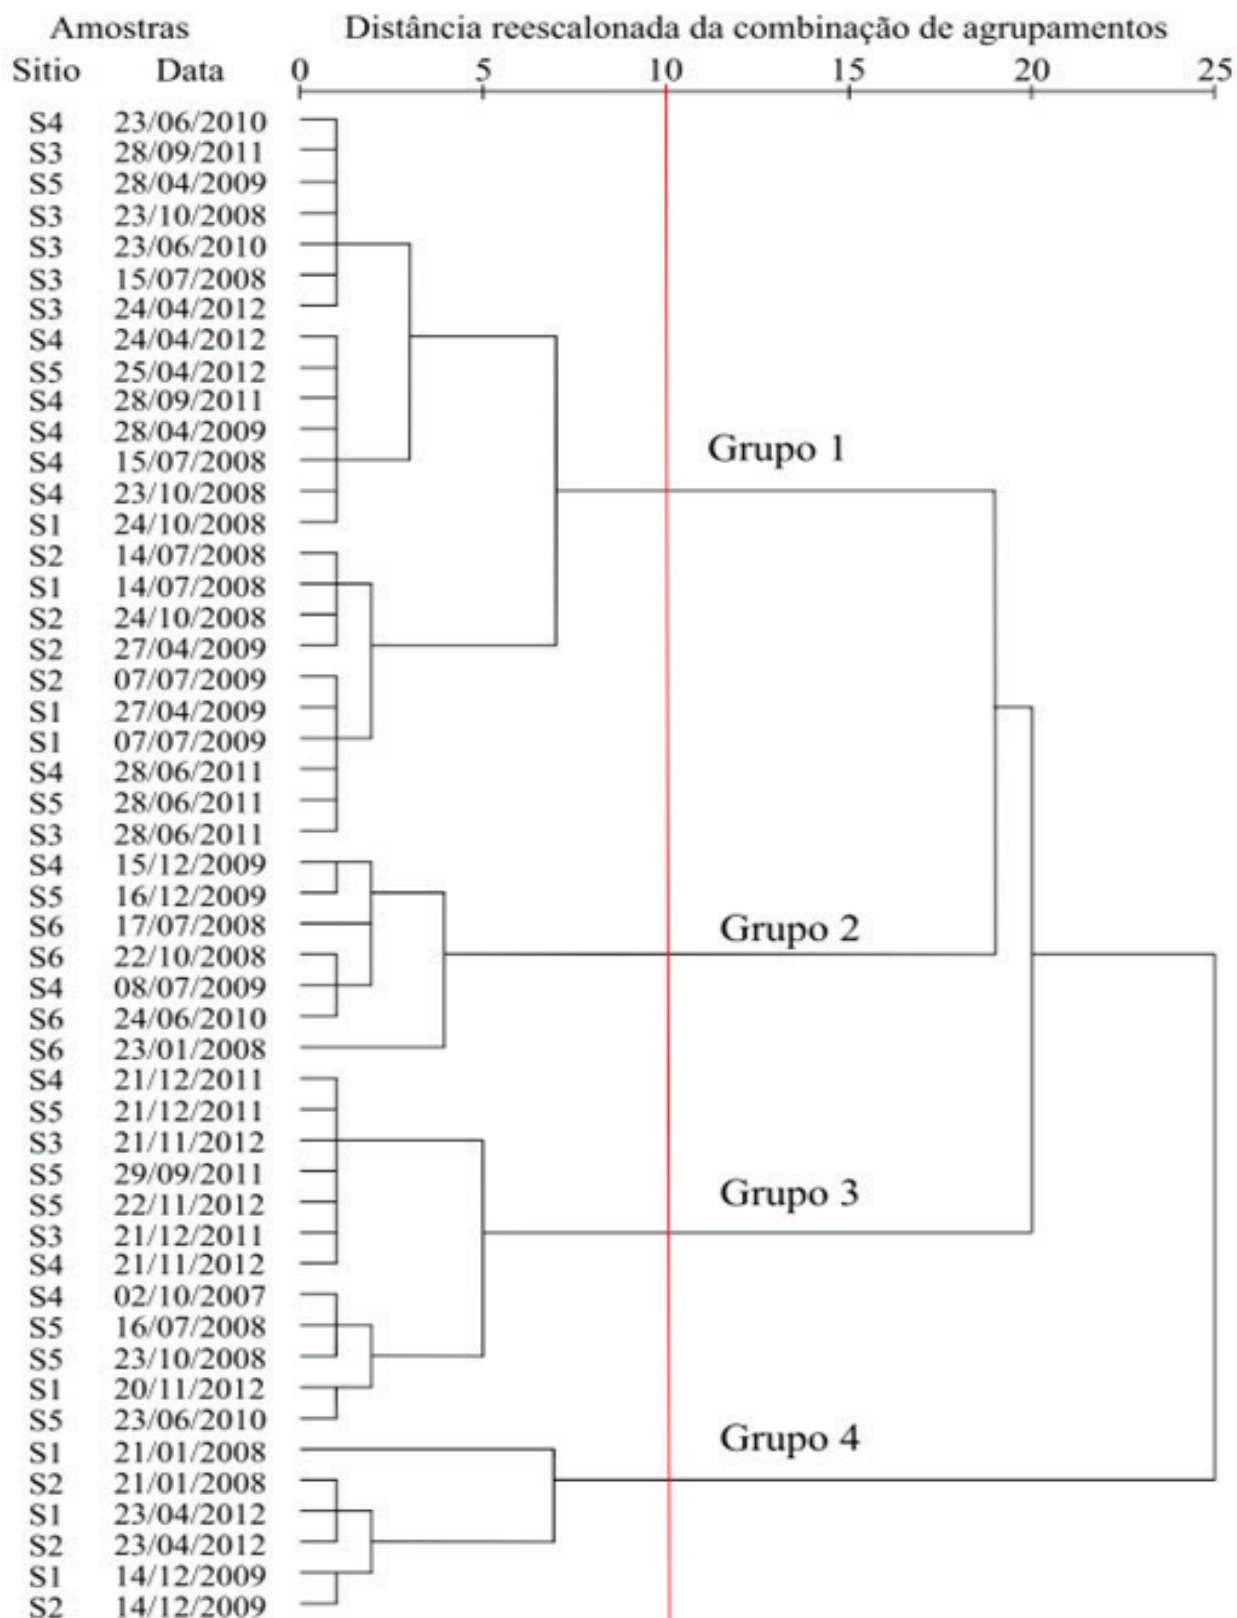 Amostras Distância reescalonada da combinação de agrupamentos
Sitio Data 0 5 10 15 20 25
S4 23/06/2010
S3 28/09/2011
S5 28/04/2009
S3 23/10/2008
S3 23/06/2010
S3 15/07/2008
S3 24/04/2012
S4 24/04/2012
S5 25/04/2012
S4 28/09/2011
S4 28/04/2009
Grupo 1
S4 15/07/2008
S4 23/10/2008
S1 24/10/2008
S2 14/07/2008
S1 14/07/2008
S2 24/10/2008
S2 27/04/2009
S2 07/07/2009
S1 27/04/2009
S1 07/07/2009
S4 28/06/2011
S5 28/06/2011
S3 28/06/2011
S4 15/12/2009
S5 16/12/2009
S6 17/07/2008
Grupo 2
S6 22/10/2008
S4 08/07/2009
S6 24/06/2010
S6 23/01/2008
S4 21/12/2011
S5 21/12/2011
S3 21/11/2012
S5 29/09/2011
Grupo 3
S5 22/11/2012
S3 21/12/2011
S4 21/11/2012
S4 02/10/2007
S5 16/07/2008
S5 23/10/2008
S1 20/11/2012
S5 23/06/2010
Grupo 4
S1 21/01/2008
S2 21/01/2008
S1 23/04/2012
S2 23/04/2012
S1 14/12/2009
S2 14/12/2009